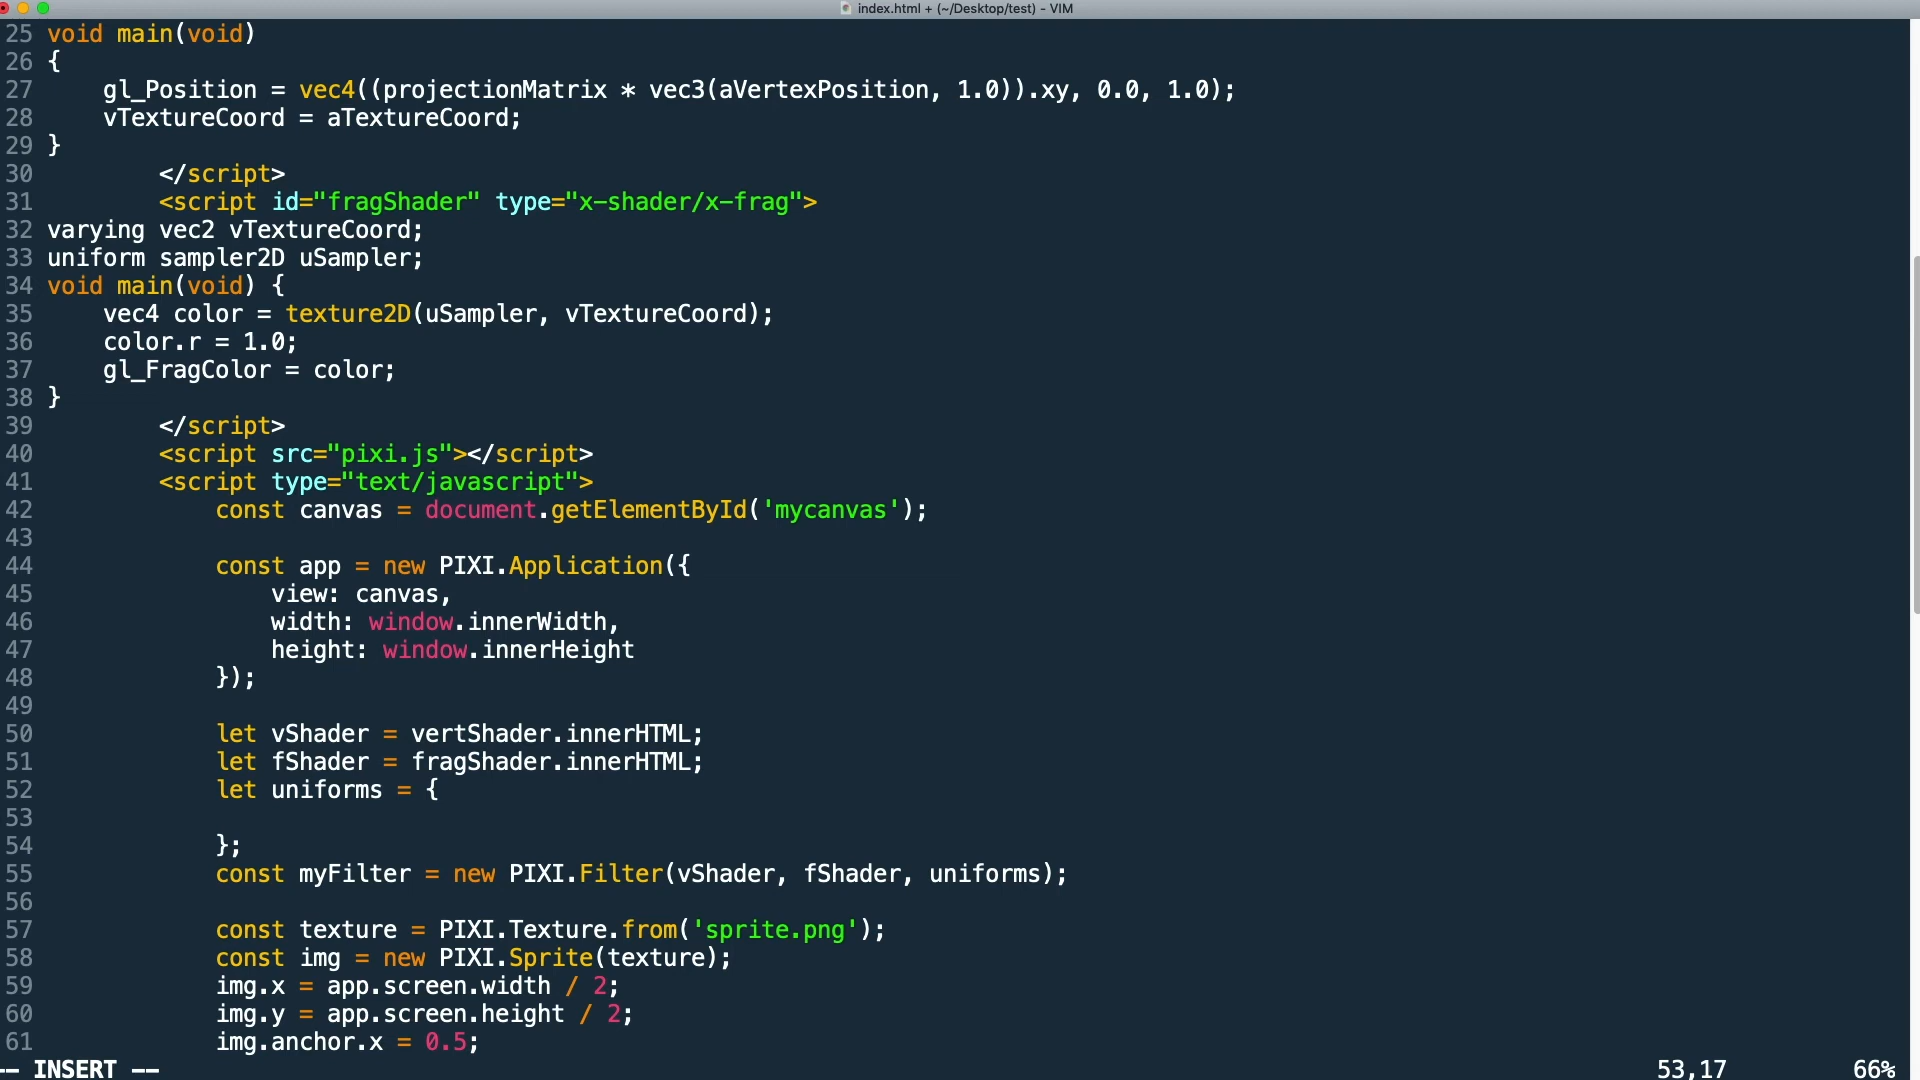 index.html + (~/Desktop/test) - VIM
25 void main(void)
26 {
27     gl_Position = vec4((projectionMatrix * vec3(aVertexPosition, 1.0)).xy, 0.0, 1.0);
28     vTextureCoord = aTextureCoord;
29 }
30         </script>
31         <script id="fragShader" type="x-shader/x-frag">
32 varying vec2 vTextureCoord;
33 uniform sampler2D uSampler;
34 void main(void) {
35     vec4 color = texture2D(uSampler, vTextureCoord);
36     color.r = 1.0;
37     gl_FragColor = color;
38 }
39         </script>
40         <script src="pixi.js"></script>
41         <script type="text/javascript">
42             const canvas = document.getElementById('mycanvas');
43
44             const app = new PIXI.Application({
45                 view: canvas,
46                 width: window.innerWidth,
47                 height: window.innerHeight
48             });
49
50             let vShader = vertShader.innerHTML;
51             let fShader = fragShader.innerHTML;
52             let uniforms = {
53
54             };
55             const myFilter = new PIXI.Filter(vShader, fShader, uniforms);
56
57             const texture = PIXI.Texture.from('sprite.png');
58             const img = new PIXI.Sprite(texture);
59             img.x = app.screen.width / 2;
60             img.y = app.screen.height / 2;
61             img.anchor.x = 0.5;
-- INSERT -- 53,17 66%